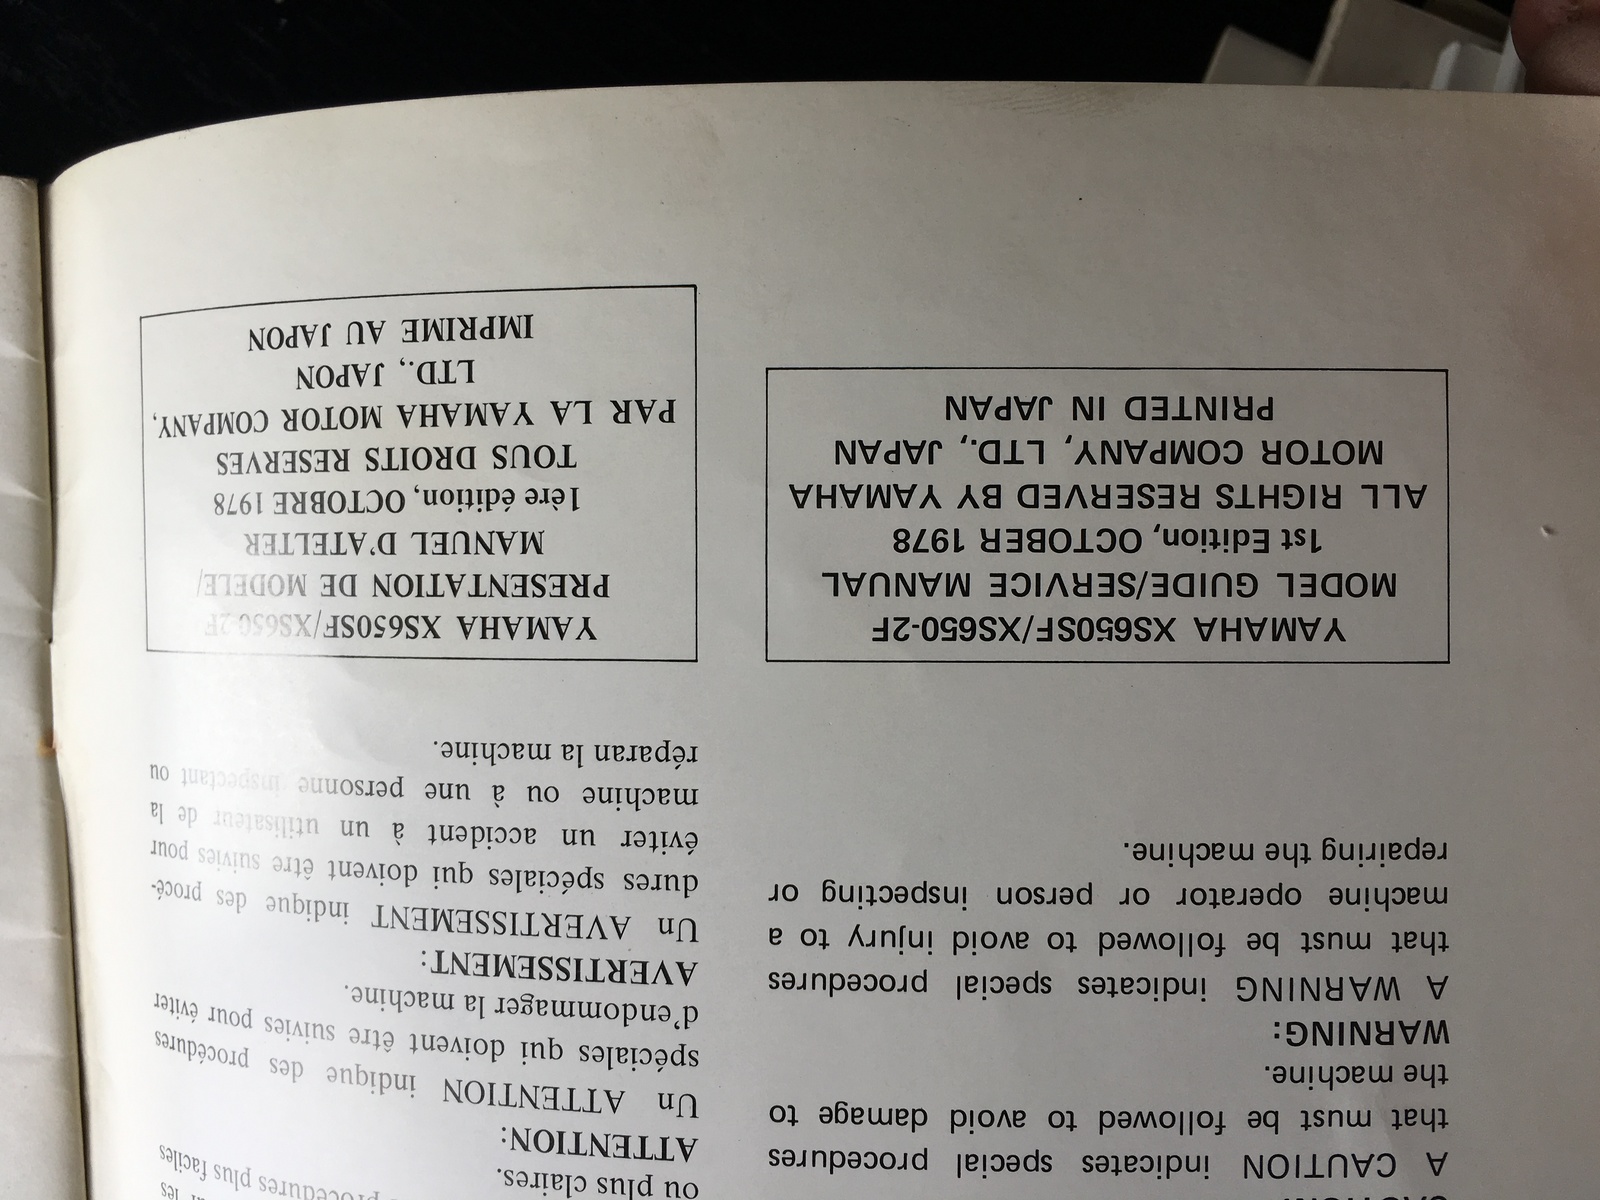 A CAUTION indicates special procedures
that must be followed to avoid damage to
the machine.
WARNING:
A WARNING indicates special procedures
that must be followed to avoid injury to a
machine operator or person inspecting or
repairing the machine.
YAMAHA XS650SF/XS650-2F
MODEL GUIDE/SERVICE MANUAL
1st Edition, OCTOBER 1978
ALL RIGHTS RESERVED BY YAMAHA
MOTOR COMPANY, LTD., JAPAN
PRINTED IN JAPAN
les
procédures plus faciles
ou plus claires.
ATTENTION:
Un ATTENTION indique des procédures
spéciales qui doivent être suivies pour éviter
d'endommager la machine.
AVERTISSEMENT:
Un AVERTISSEMENT indique des procé-
dures spéciales qui doivent être suivies pour
éviter un accident à un utilisateur de la
machine ou à une personne inspectant ou
réparan la machine.
YAMAHA XS650SF/XS650-2F
PRESENTATION DE MODELE/
MANUEL D'ATELTER
1ère édition, OCTOBRE 1978
TOUS DROITS RESERVES
PAR LA YAMAHA MOTOR COMPANY,
LTD., JAPON
IMPRIME AU JAPON